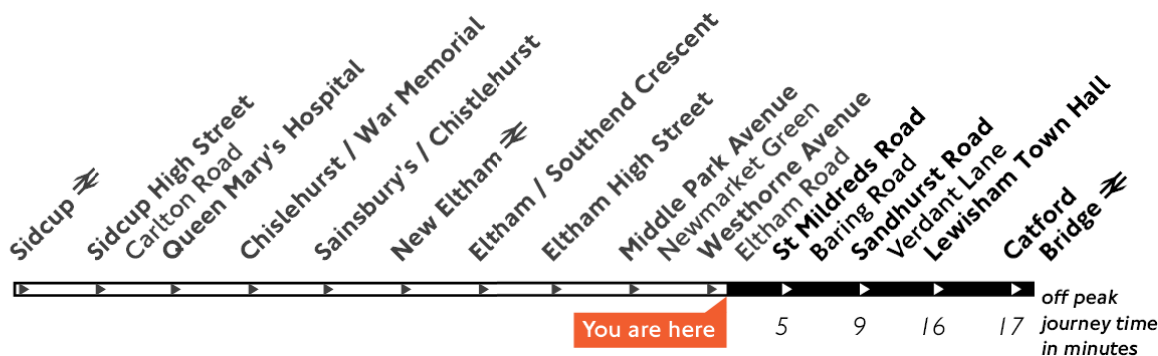 Sidcup
Sidcup High Street
Carlton Road
Queen Mary's Hospital
Chislehurst / War Memorial
Sainsbury's / Chistlehurst
New Eltham
Eltham / Southend Crescent
Eltham High Street
Middle Park Avenue
Newmarket Green
Westhorne Avenue
Eltham Road
St Mildreds Road
Baring Road
Sandhurst Road
Verdant Lane
Lewisham Town Hall
Catford
Bridge
You are here
5
9
16
17
off peak
journey time
in minutes